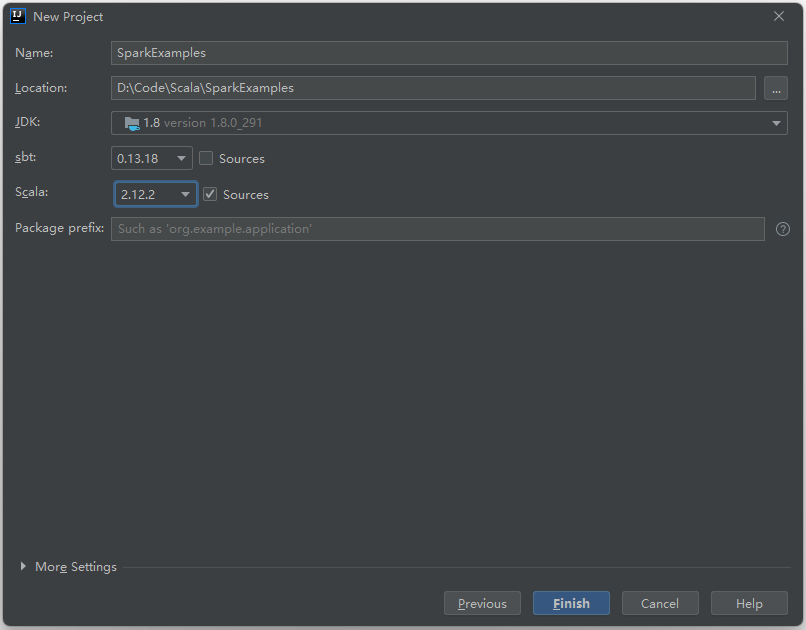 New Project
Name: SparkExamples
Location: D:\Code\Scala\SparkExamples ...
JDK: 1.8 version 1.8.0_291
sbt: 0.13.18 Sources
Scala: 2.12.2 Sources
Package prefix: Such as 'org.example.application' ?
More Settings
Previous Finish Cancel Help